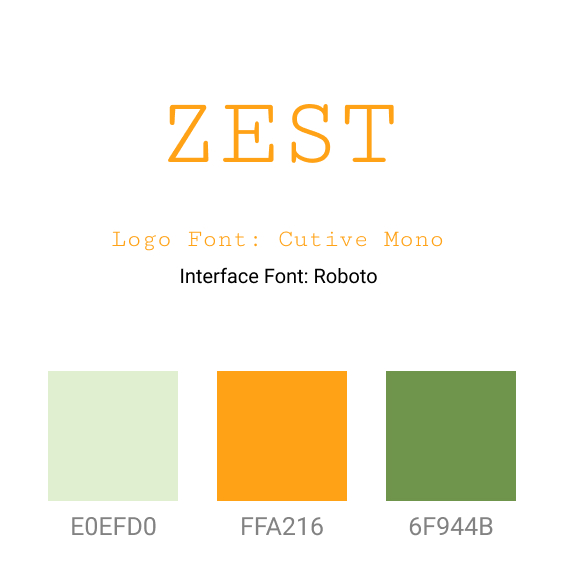 ZEST
Logo Font: Cutive Mono
Interface Font: Roboto
E0EFD0 FFA216 6F944B